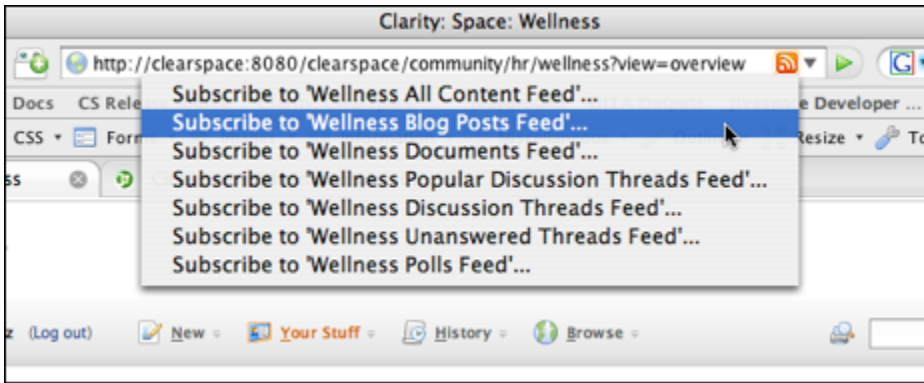 Clarity: Space: Wellness
http://clearspace:8080/clearspace/community/hr/wellness?view=overview
G
Subscribe to 'Wellness All Content Feed'...
Docs CS Rele e Developer ...
Subscribe to 'Wellness Blog Posts Feed'...
CSS Form Resize To
Subscribe to 'Wellness Documents Feed'...
ss
Subscribe to 'Wellness Popular Discussion Threads Feed'...
Subscribe to 'Wellness Discussion Threads Feed'...
Subscribe to 'Wellness Unanswered Threads Feed'...
Subscribe to 'Wellness Polls Feed'...
z (Log out) New Your Stuff History Browse